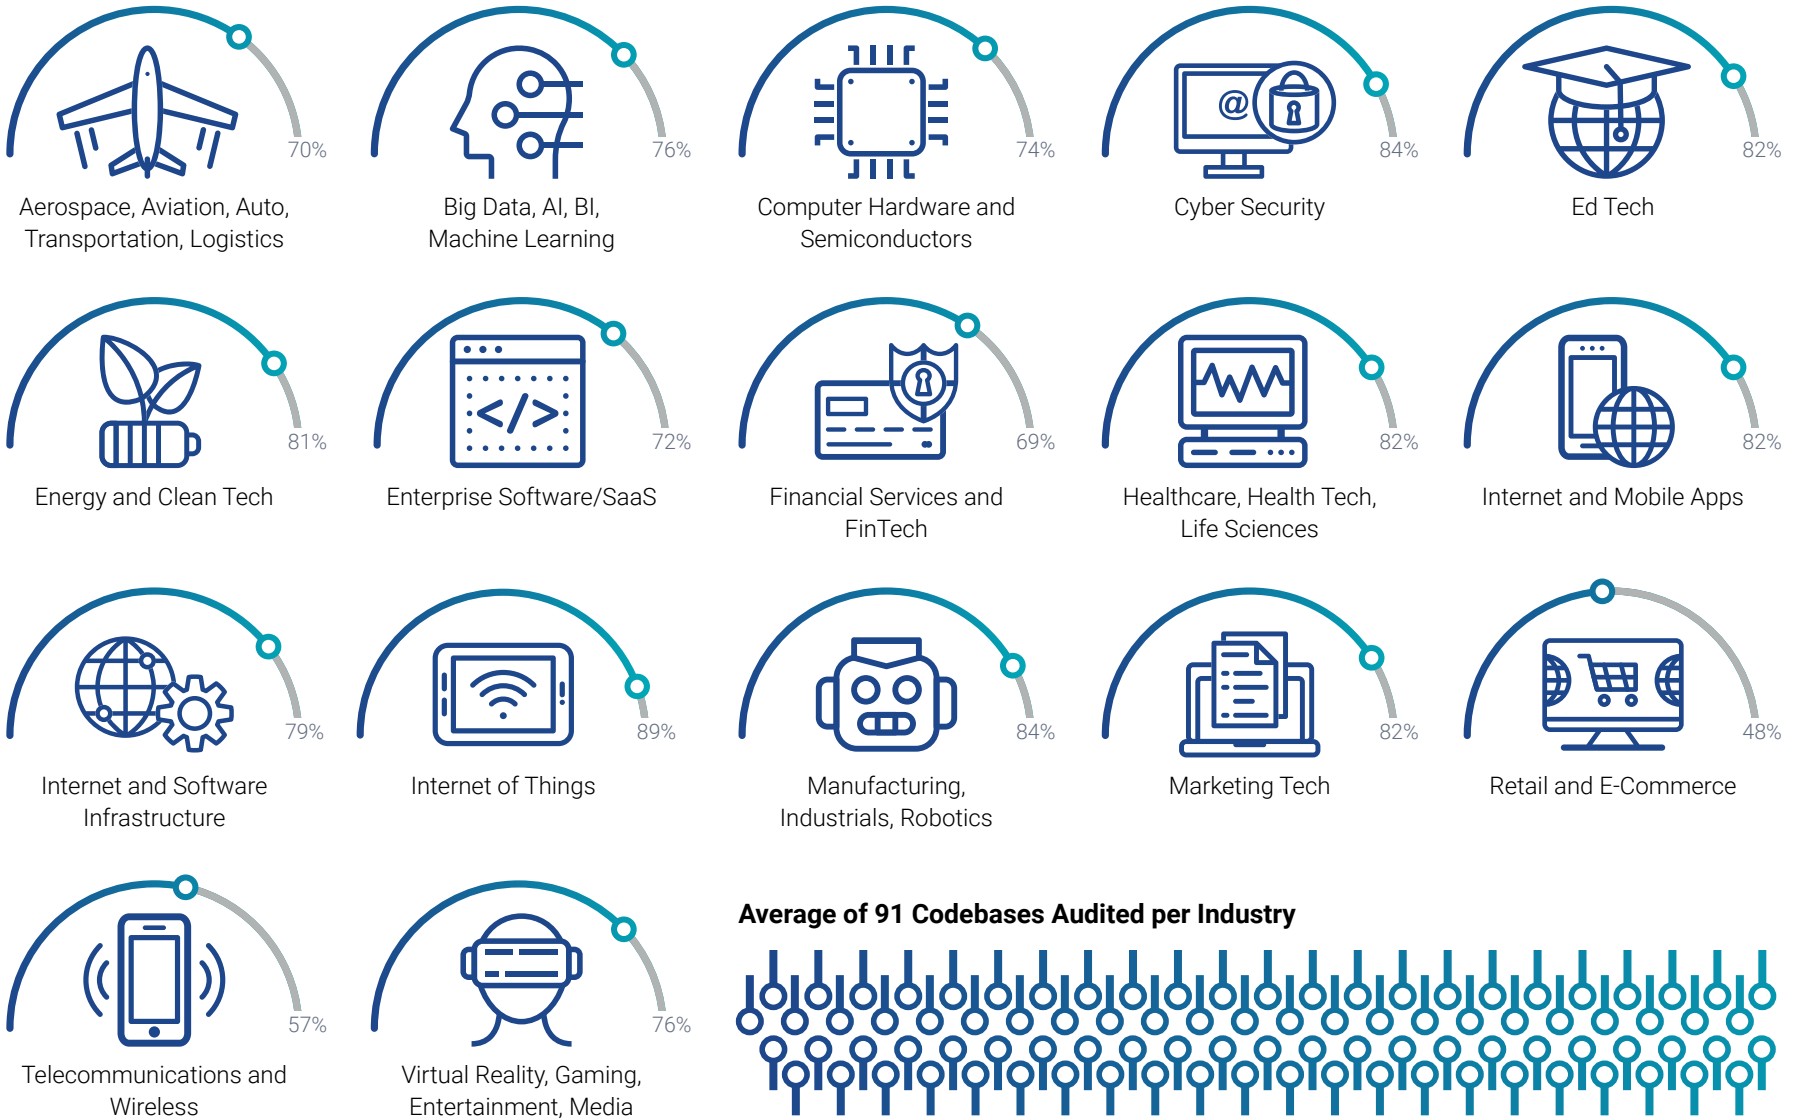 70%
Aerospace, Aviation, Auto,
Transportation, Logistics
76%
Big Data, AI, BI,
Machine Learning
74%
Computer Hardware and
Semiconductors
@
84%
Cyber Security
82%
Ed Tech
81%
Energy and Clean Tech
</>
72%
Enterprise Software/SaaS
69%
Financial Services and
FinTech
82%
Healthcare, Health Tech,
Life Sciences
82%
Internet and Mobile Apps
79%
Internet and Software
Infrastructure
89%
Internet of Things
84%
Manufacturing,
Industrials, Robotics
82%
Marketing Tech
48%
Retail and E-Commerce
57%
Telecommunications and
Wireless
76%
Virtual Reality, Gaming,
Entertainment, Media
Average of 91 Codebases Audited per Industry